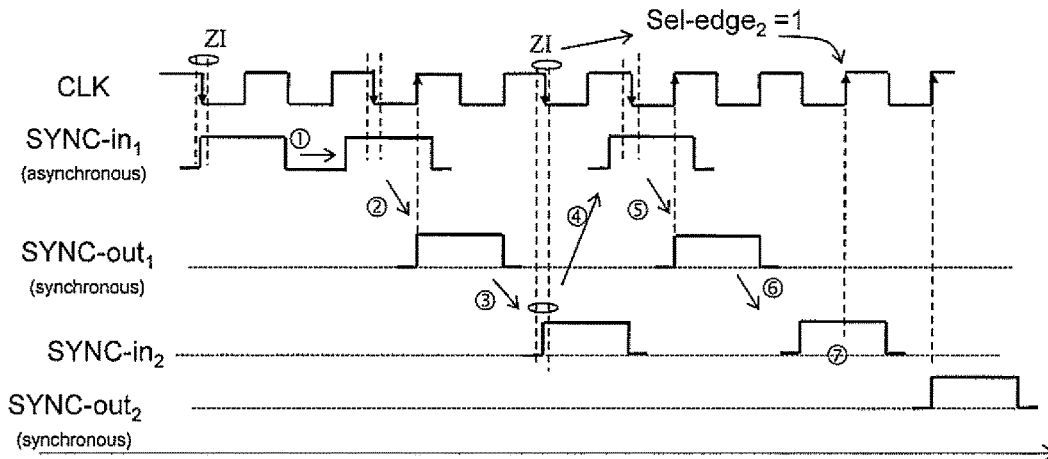 Sel-edge₂ =1
ZI
ZI
CLK
SYNC-in₁
(asynchronous)
①
②
④
⑤
SYNC-out₁
(synchronous)
③
⑥
SYNC-in₂
⑦
SYNC-out₂
(synchronous)